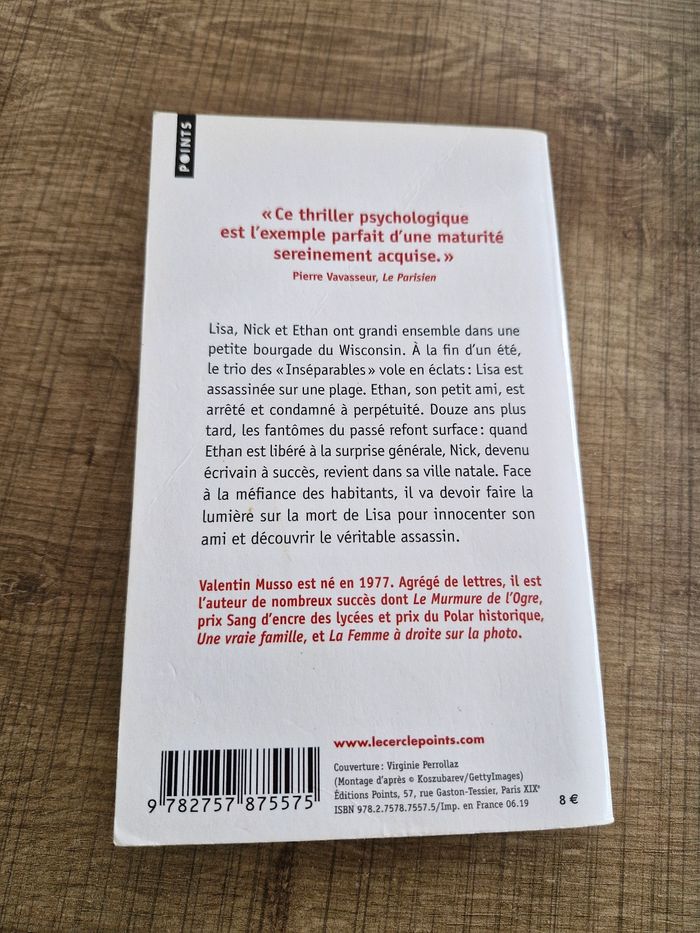 POINTS
« Ce thriller psychologique
est l'exemple parfait d'une maturité
sereinement acquise. »
Pierre Vavasseur, Le Parisien
Lisa, Nick et Ethan ont grandi ensemble dans une
petite bourgade du Wisconsin. À la fin d'un été,
le trio des « Inséparables » vole en éclats : Lisa est
assassinée sur une plage. Ethan, son petit ami, est
arrêté et condamné à perpétuité. Douze ans plus
tard, les fantômes du passé refont surface : quand
Ethan est libéré à la surprise générale, Nick, devenu
écrivain à succès, revient dans sa ville natale. Face
à la méfiance des habitants, il va devoir faire la
lumière sur la mort de Lisa pour innocenter son
ami et découvrir le véritable assassin.
Valentin Musso est né en 1977. Agrégé de lettres, il est
l'auteur de nombreux succès dont Le Murmure de l'Ogre,
prix Sang d'encre des lycées et prix du Polar historique,
Une vraie famille, et La Femme à droite sur la photo.
www.lecerclepoints.com
Couverture : Virginie Perrollaz
(Montage d'après © Koszubarev/GettyImages)
Éditions Points, 57, rue Gaston-Tessier, Paris XIXe
ISBN 978.2.7578.7557.5/Imp. en France 06.19
8 €
9 782757 875575